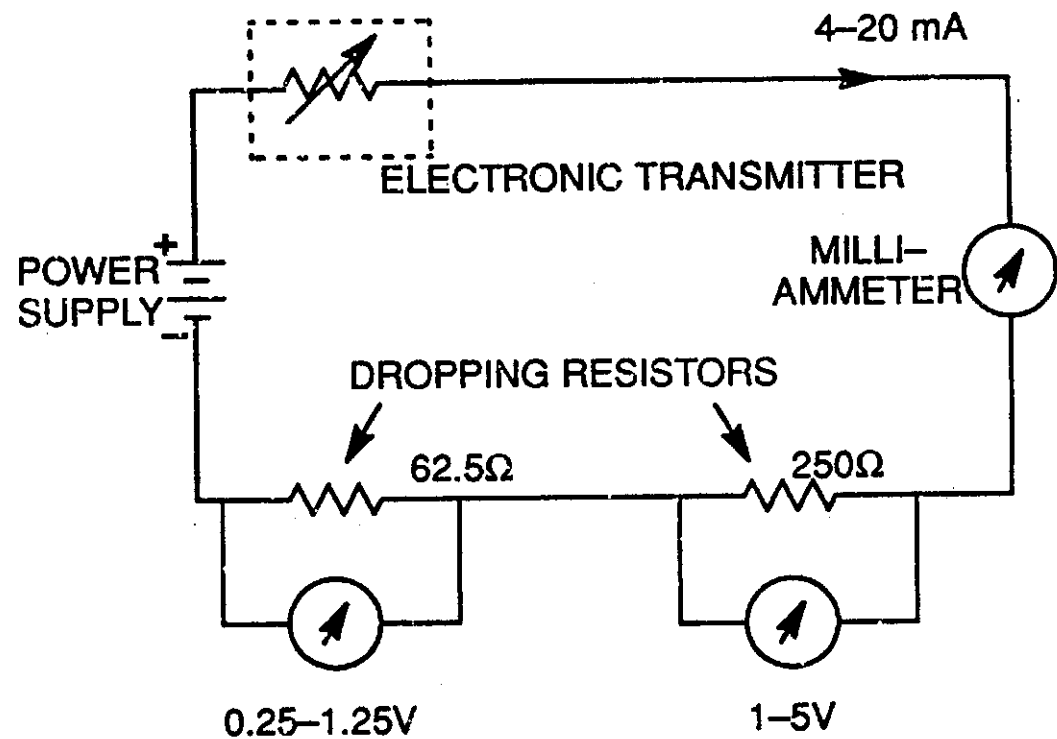 4–20 mA
ELECTRONIC TRANSMITTER
+
POWER
SUPPLY
–
MILLI–
AMMETER
DROPPING RESISTORS
62.5Ω
250Ω
0.25–1.25V
1–5V